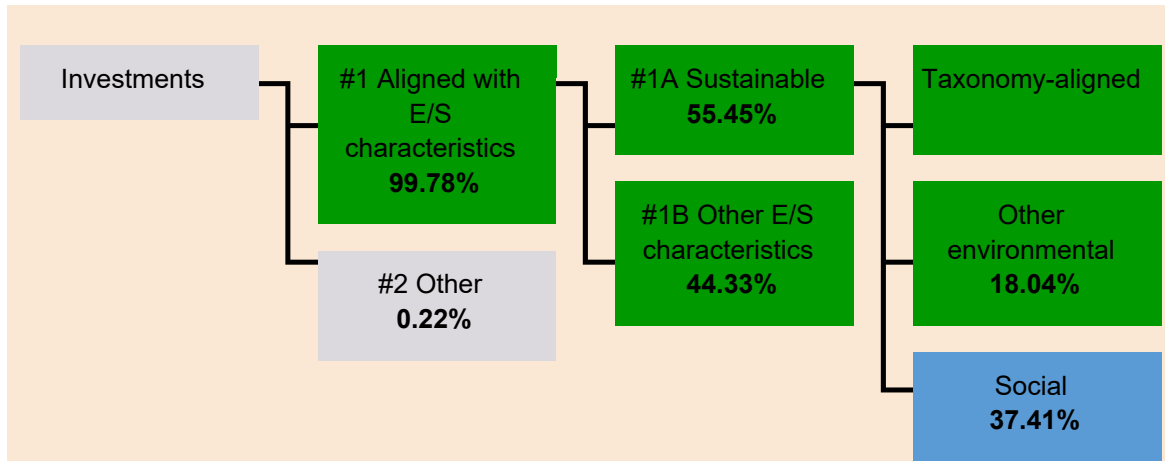 Investments
#1 Aligned with
E/S
characteristics
99.78%
#2 Other
0.22%
#1A Sustainable
55.45%
#1B Other E/S
characteristics
44.33%
Taxonomy-aligned
Other
environmental
18.04%
Social
37.41%